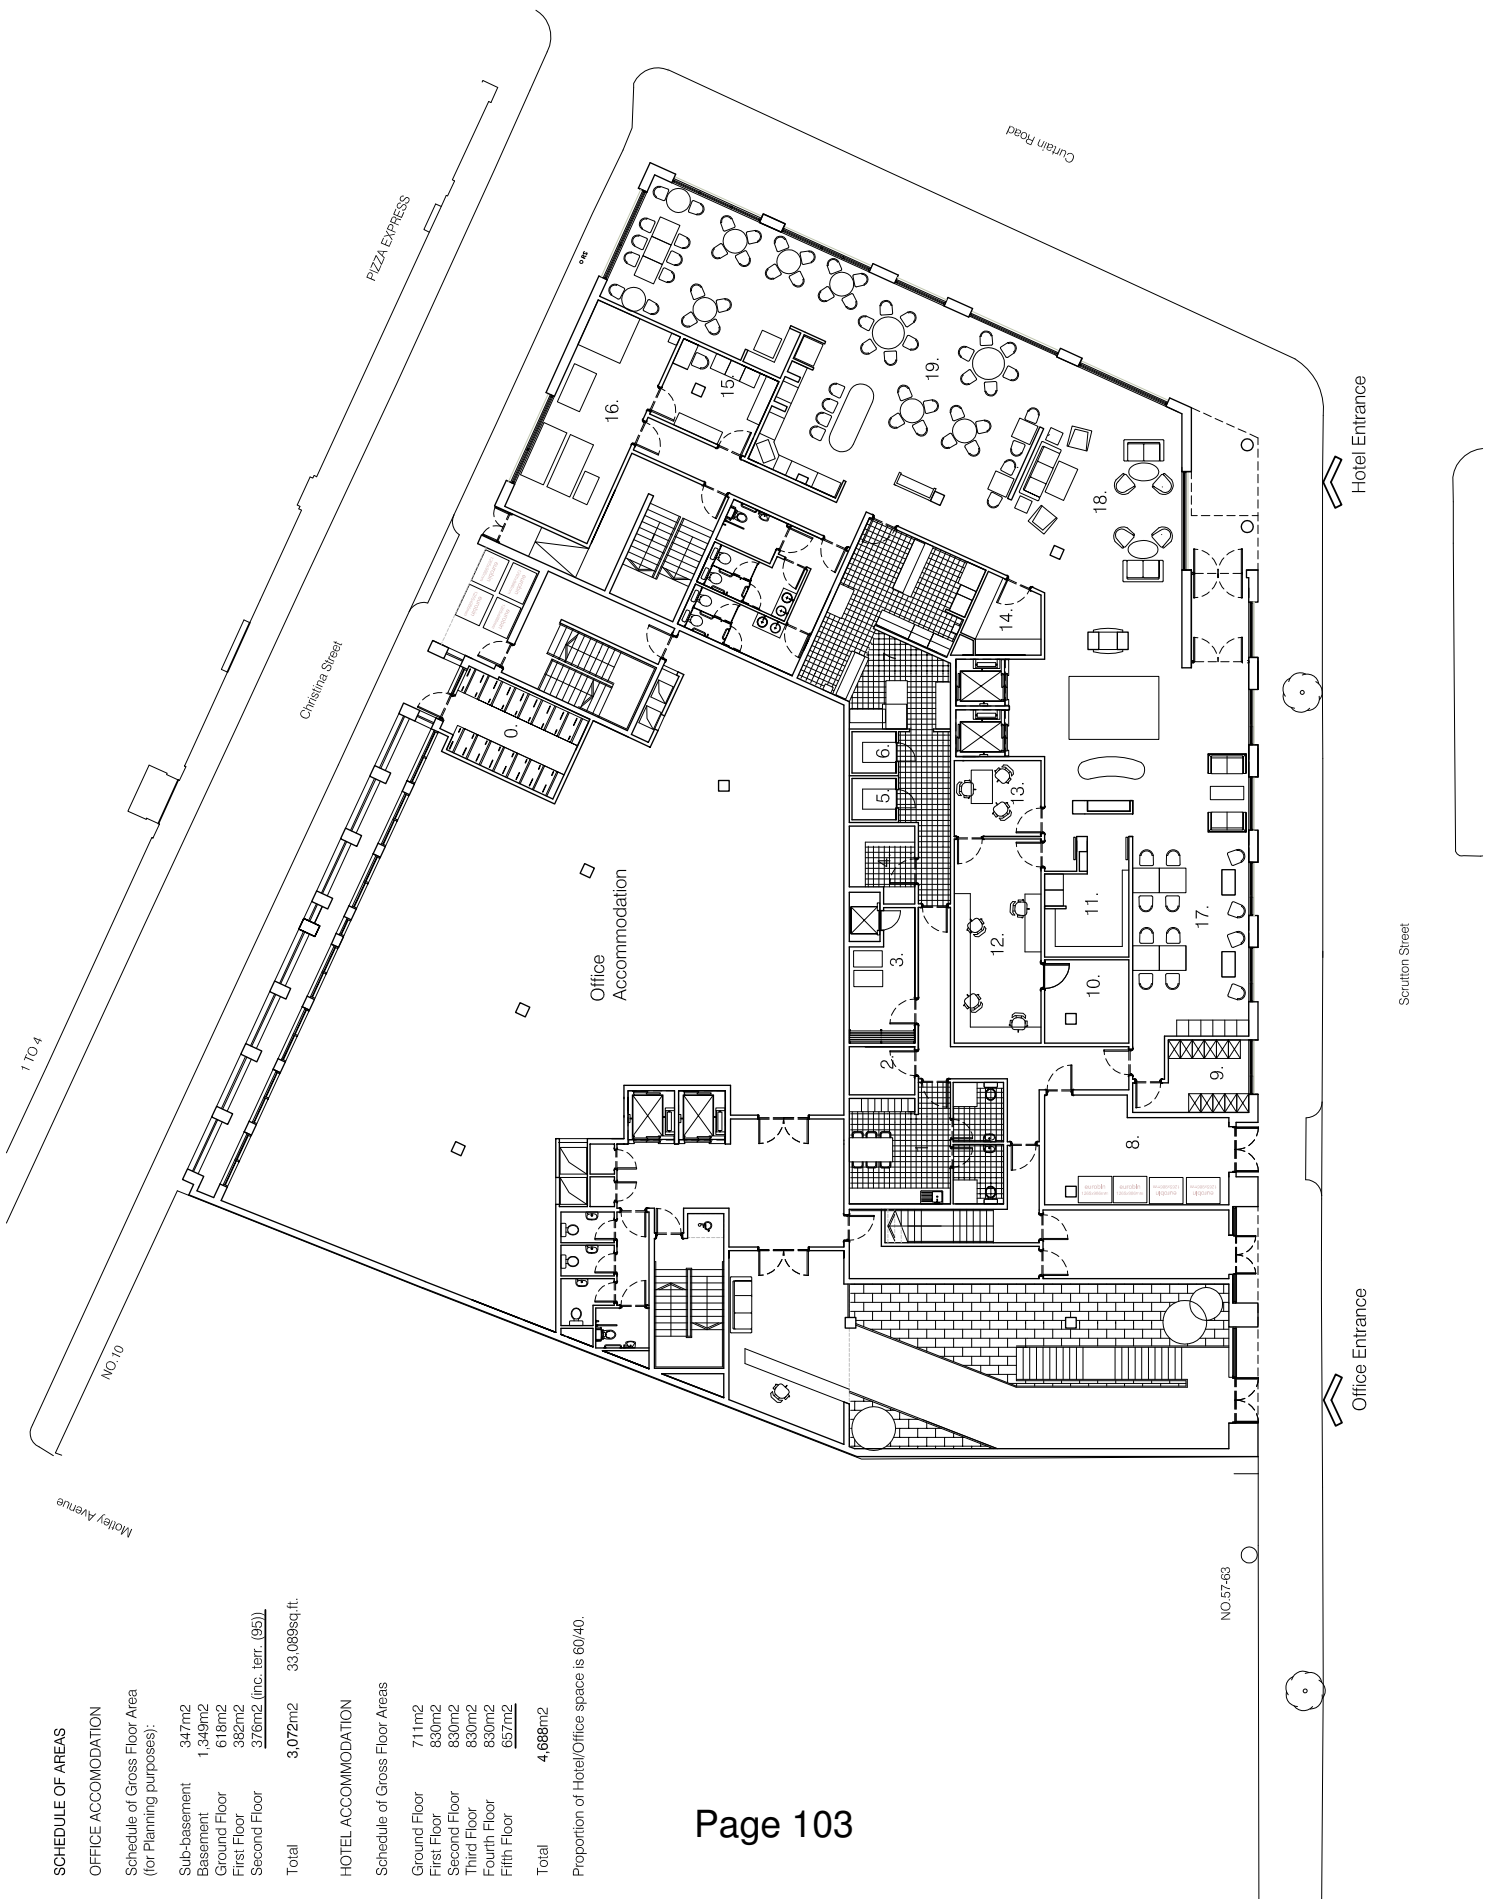 SCHEDULE OF AREAS
OFFICE ACCOMODATION
Schedule of Gross Floor Area
(for Planning purposes):
Sub-basement 347m2
Basement 1,349m2
Ground Floor 618m2
First Floor 382m2
Second Floor 376m2 (inc. terr. (95))
Total 3,072m2 33,089sq.ft.
HOTEL ACCOMMODATION
Schedule of Gross Floor Areas
Ground Floor 711m2
First Floor 830m2
Second Floor 830m2
Third Floor 830m2
Fourth Floor 830m2
Fifth Floor 657m2
Total 4,688m2
Proportion of Hotel/Office space is 60/40.
Motley Avenue
NO.10
1 TO 4
Christina Street
PIZZA EXPRESS
Curtain Road
Office
Accommodation
0.
1.
2.
3.
4.
5.
6.
7.
8.
9.
10.
11.
12.
13.
14.
15.
16.
17.
18.
19.
NO.57-63
Office Entrance
Hotel Entrance
Scrutton Street
Page 103